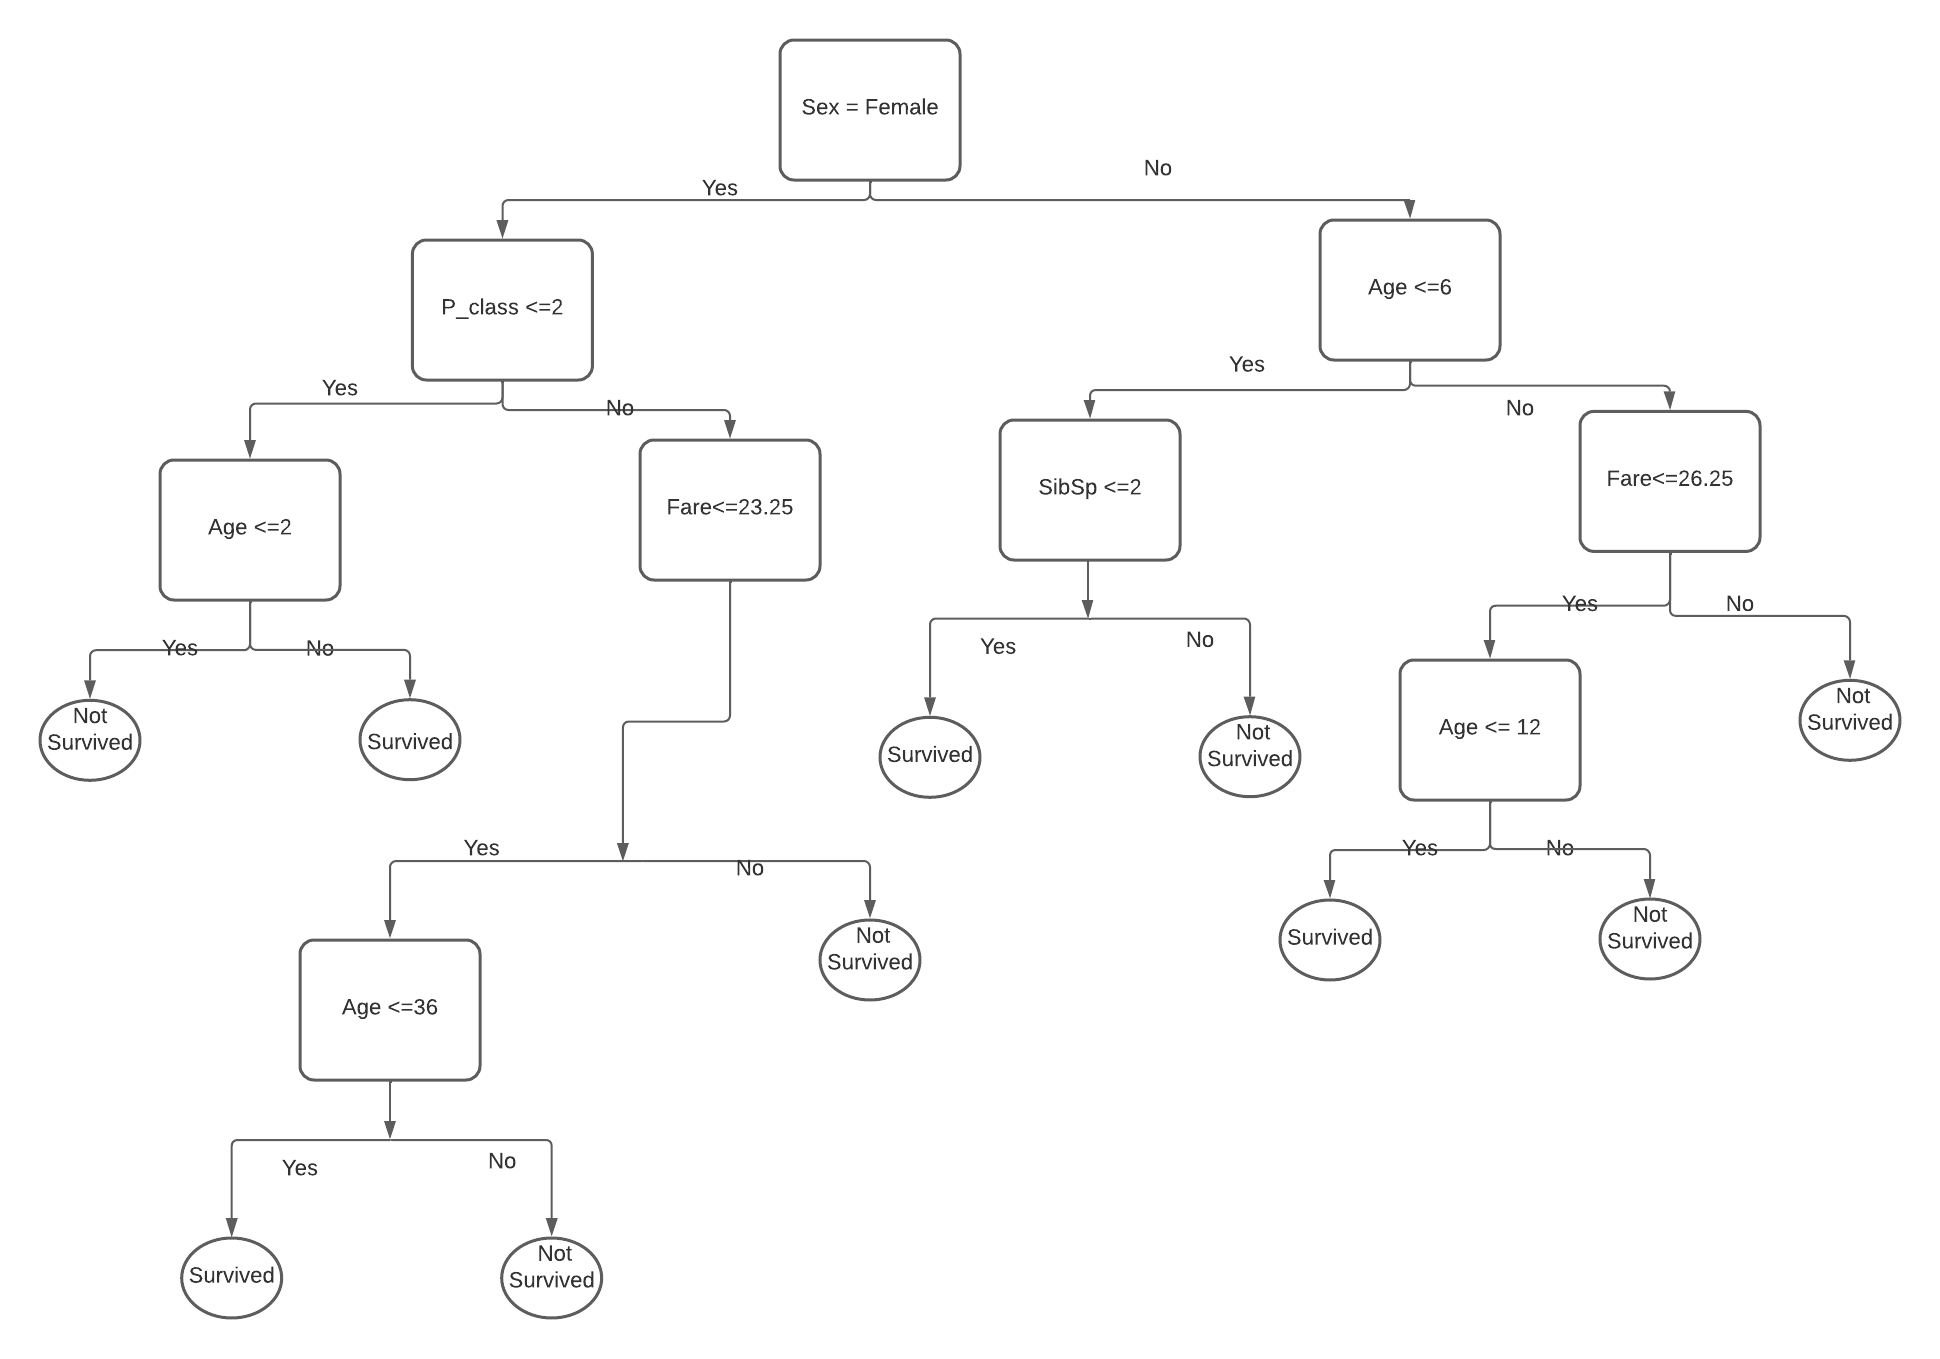 Sex = Female
Yes
No
P_class <=2
Age <=6
Yes
No
Yes
No
Age <=2
Fare<=23.25
SibSp <=2
Fare<=26.25
Yes
No
Yes
No
Yes
No
Not
Survived
Survived
Survived
Not
Survived
Age <= 12
Not
Survived
Yes
No
Yes
No
Age <=36
Not
Survived
Survived
Not
Survived
Yes
No
Survived
Not
Survived